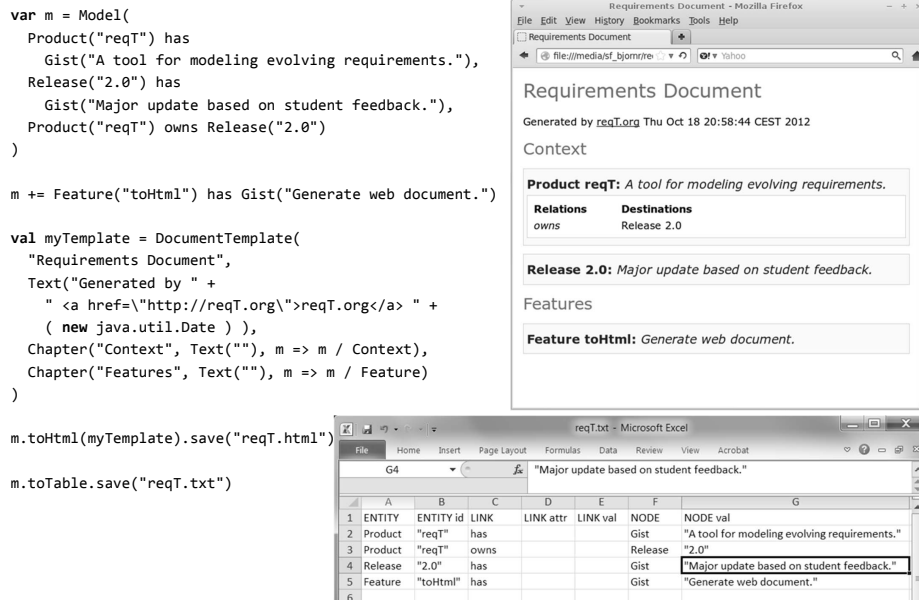 var m = Model(
Product("reqT") has
Gist("A tool for modeling evolving requirements."),
Release("2.0") has
Gist("Major update based on student feedback."),
Product("reqT") owns Release("2.0")
)
m += Feature("toHtml") has Gist("Generate web document.")
val myTemplate = DocumentTemplate(
"Requirements Document",
Text("Generated by " +
" <a href=\"http://reqT.org\">reqT.org</a> " +
( new java.util.Date ) ),
Chapter("Context", Text(""), m => m / Context),
Chapter("Features", Text(""), m => m / Feature)
)
m.toHtml(myTemplate).save("reqT.html")
m.toTable.save("reqT.txt")
Requirements Document - Mozilla Firefox
File Edit View History Bookmarks Tools Help
Requirements Document
file:///media/sf_bjornr/re Yahoo
Requirements Document
Generated by reqT.org Thu Oct 18 20:58:44 CEST 2012
Context
Product reqT: A tool for modeling evolving requirements.
Relations Destinations
owns Release 2.0
Release 2.0: Major update based on student feedback.
Features
Feature toHtml: Generate web document.
reqT.txt - Microsoft Excel
File Home Insert Page Layout Formulas Data Review View Acrobat
G4 fx "Major update based on student feedback."
A B C D E F G
1 ENTITY ENTITY id LINK LINK attr LINK val NODE NODE val
2 Product "reqT" has Gist "A tool for modeling evolving requirements."
3 Product "reqT" owns Release "2.0"
4 Release "2.0" has Gist "Major update based on student feedback."
5 Feature "toHtml" has Gist "Generate web document."
6